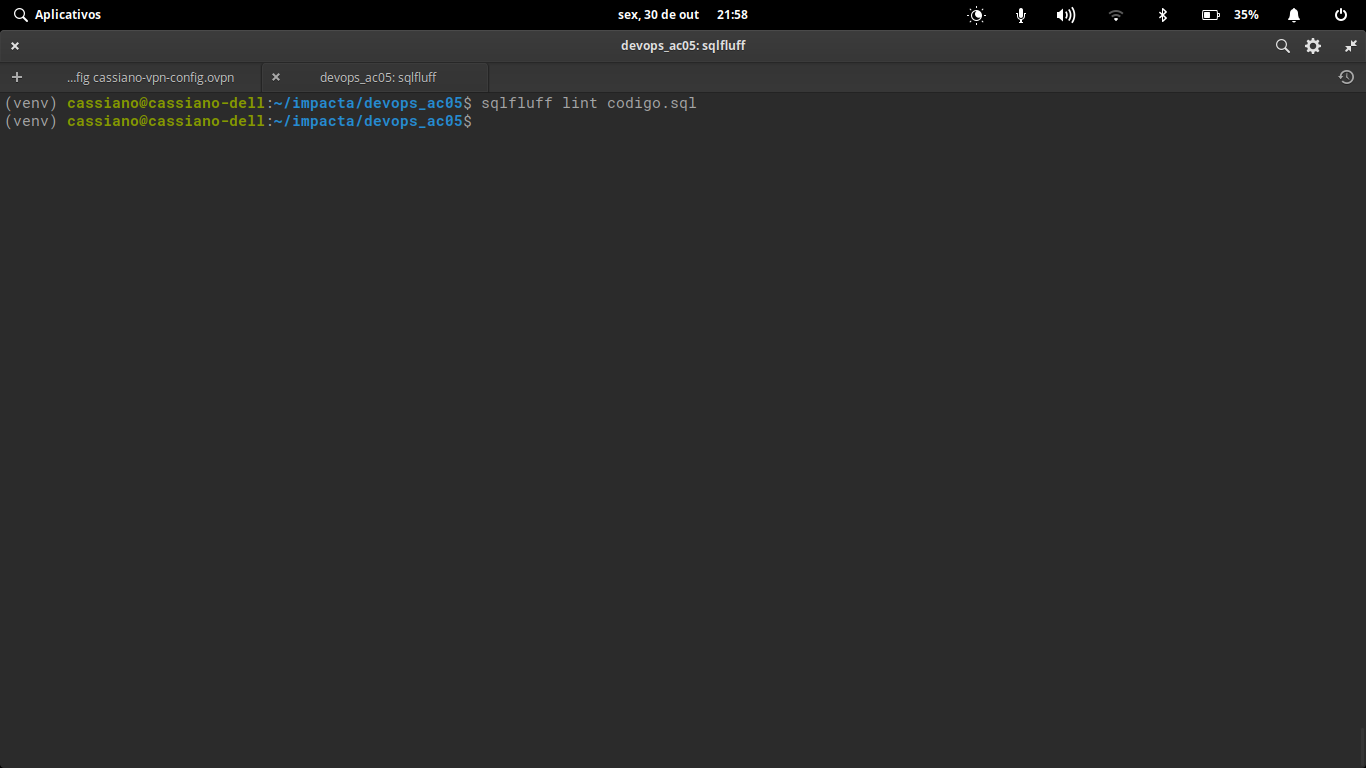 Aplicativos sex, 30 de out 21:58 35%
devops_ac05: sqlfluff
...fig cassiano-vpn-config.ovpn devops_ac05: sqlfluff
(venv) cassiano@cassiano-dell:~/impacta/devops_ac05$ sqlfluff lint codigo.sql
(venv) cassiano@cassiano-dell:~/impacta/devops_ac05$